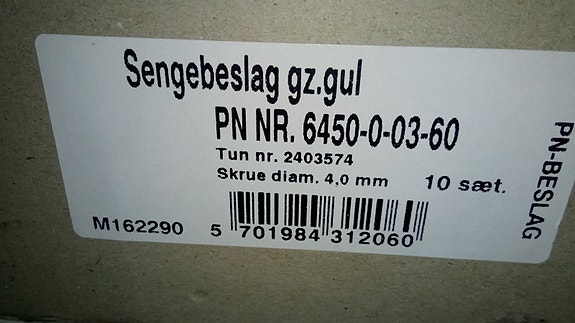 Sengebeslag gz.gul
PN NR. 6450-0-03-60
Tun nr. 2403574
Skrue diam. 4,0 mm 10 sæt.
M162290 5 701984 312060
PN-BESLAG